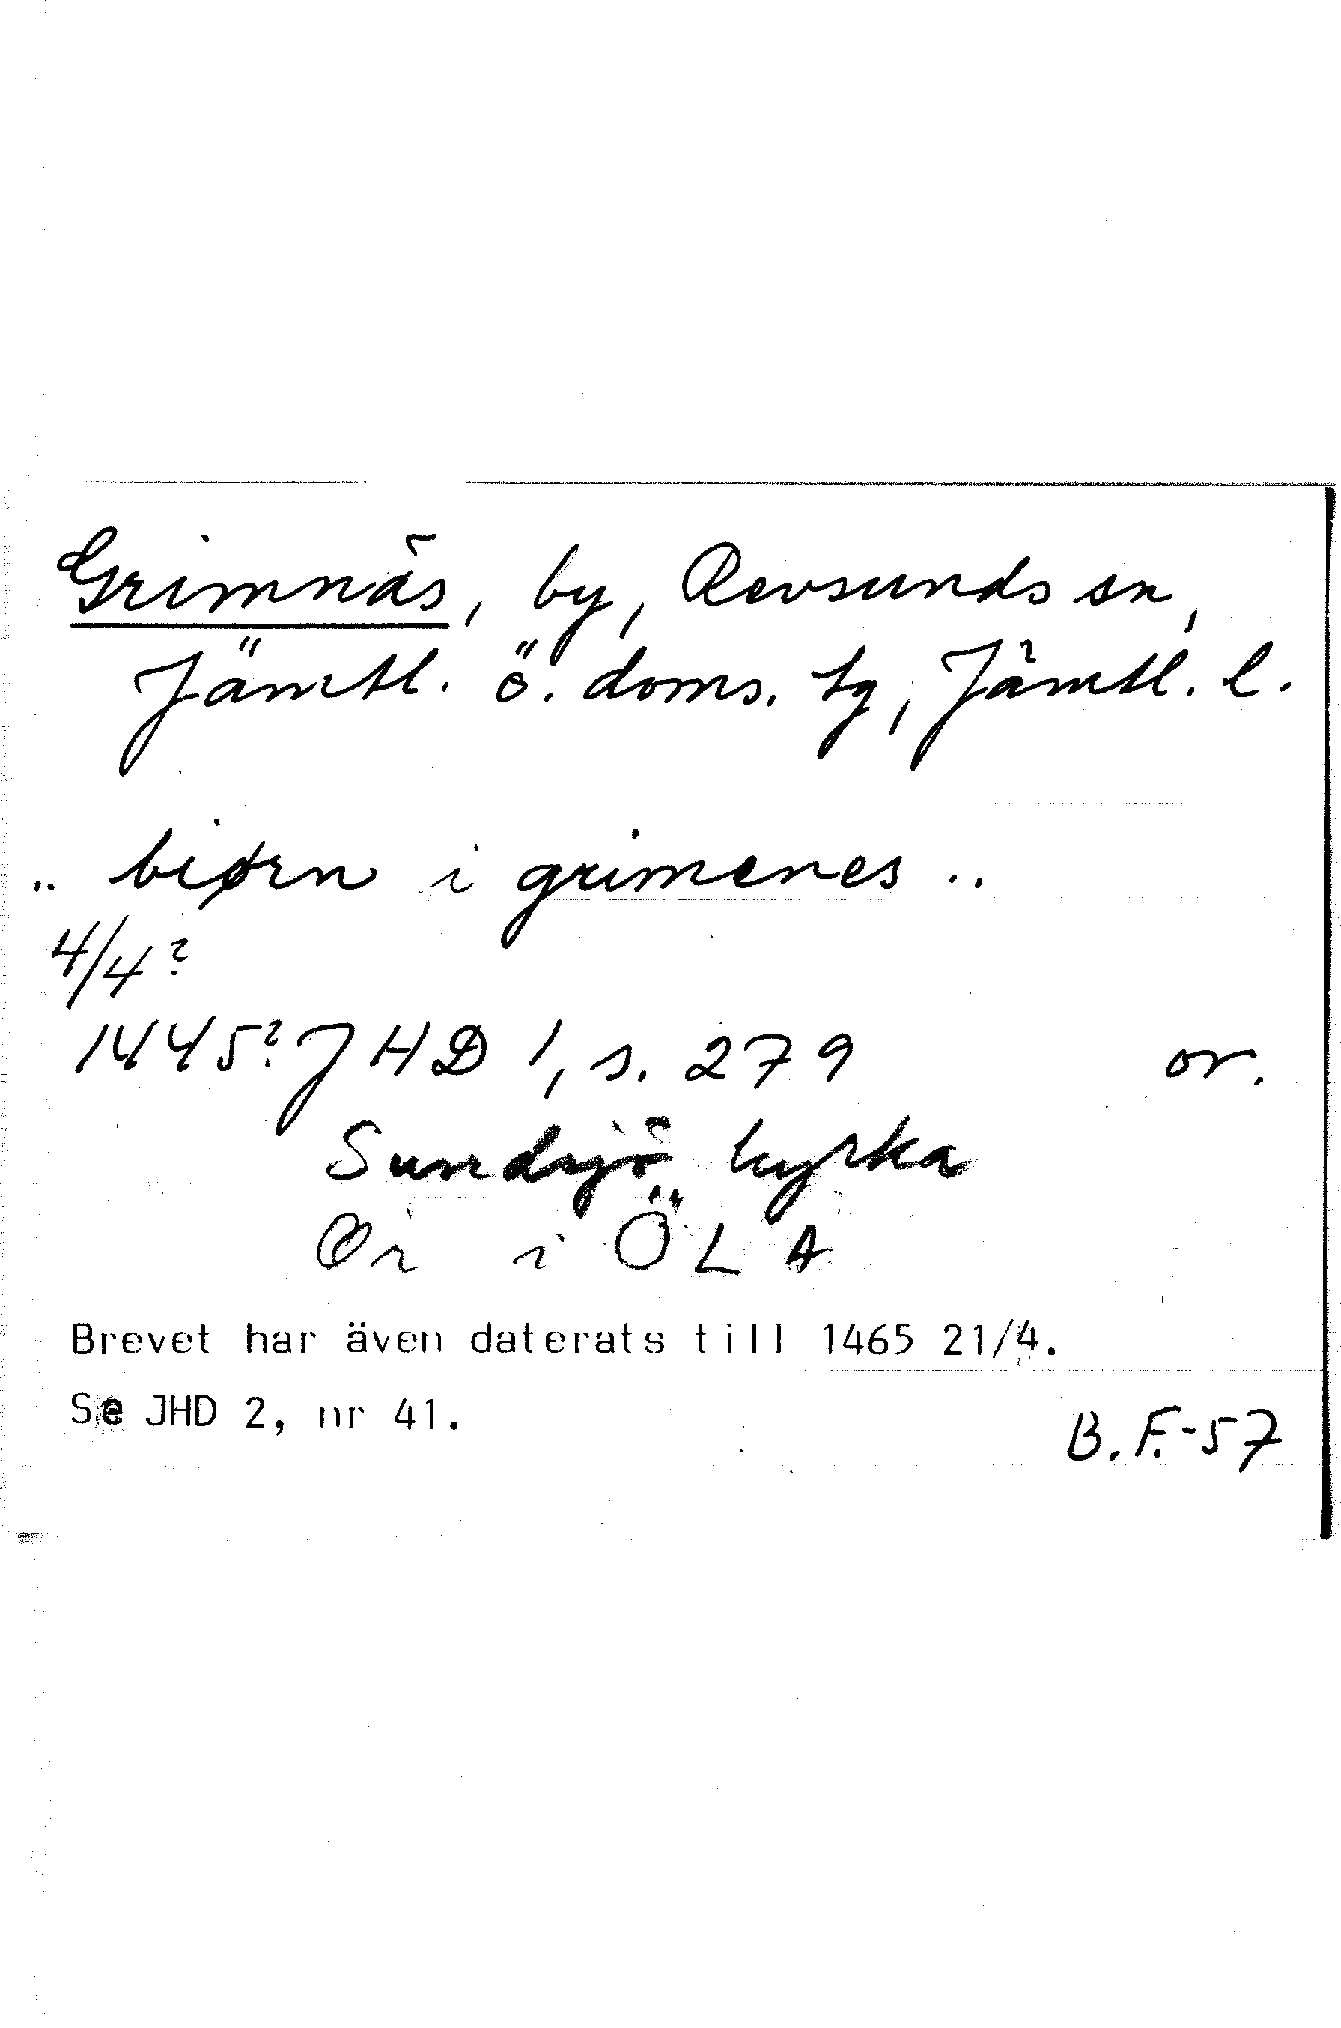 Grimnäs, by, Revsunds sn,
Jämtl. ö. doms. tg, Jämtl. l.
.. biørn i grimenes ..
4/4?
1445? JHD 1, s. 279 or.
Sundsjö kyrka
Or i ÖLA
Brevet har även daterats till 1465 21/4.
Se JHD 2, nr 41.
B.F.-57